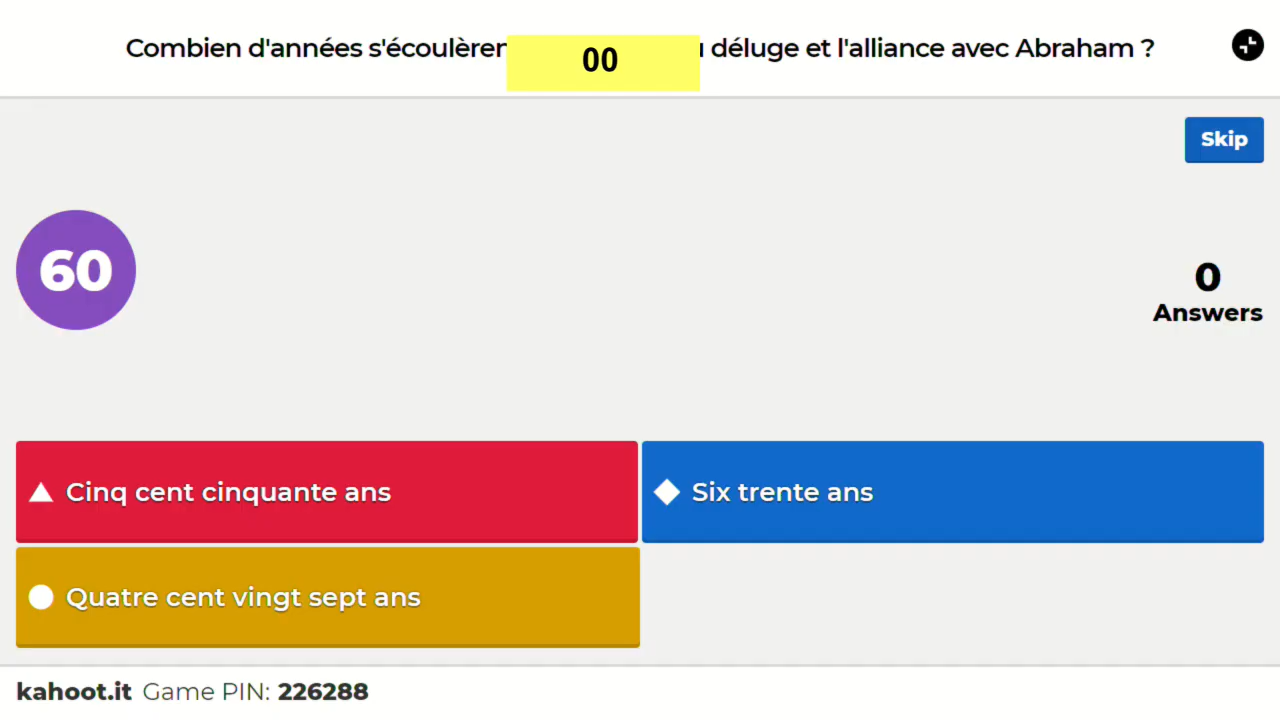 Combien d'années s'écoulèren
00
déluge et l'alliance avec Abraham ?
Skip
60
0
Answers
Cinq cent cinquante ans
Six trente ans
Quatre cent vingt sept ans
kahoot.it Game PIN: 226288